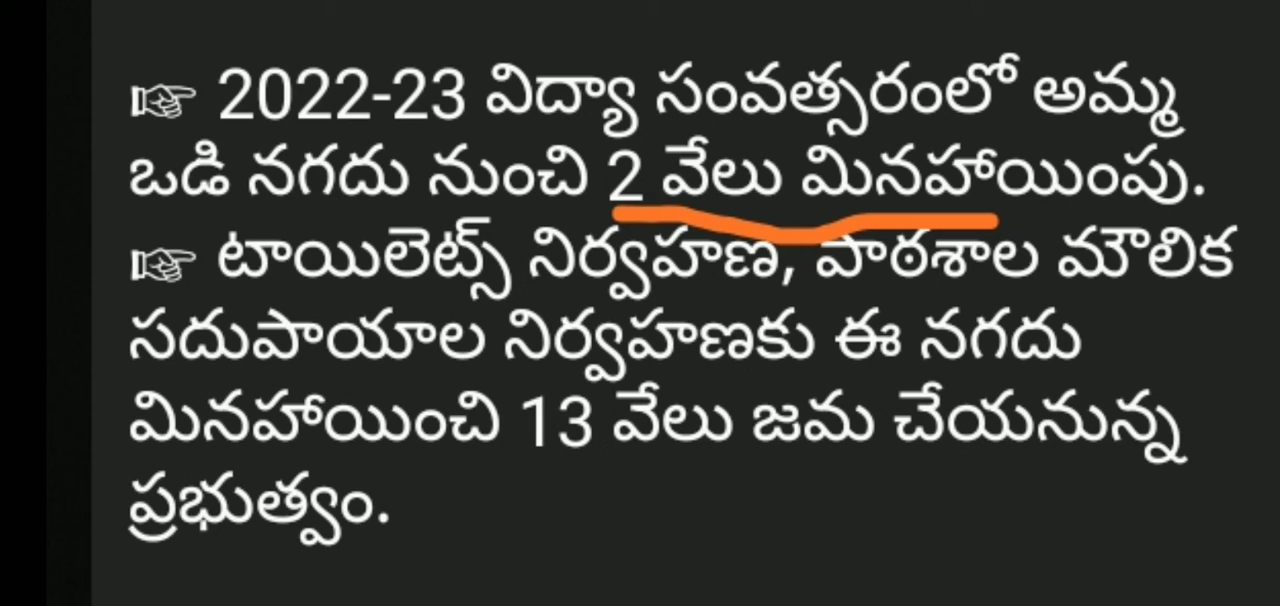 ☞ 2022-23 విద్యా సంవత్సరంలో అమ్మ
ఒడి నగదు నుంచి 2 వేలు మినహాయింపు.
☞ టాయిలెట్స్ నిర్వహణ, పాఠశాల మౌలిక
సదుపాయాల నిర్వహణకు ఈ నగదు
మినహాయించి 13 వేలు జమ చేయనున్న
ప్రభుత్వం.